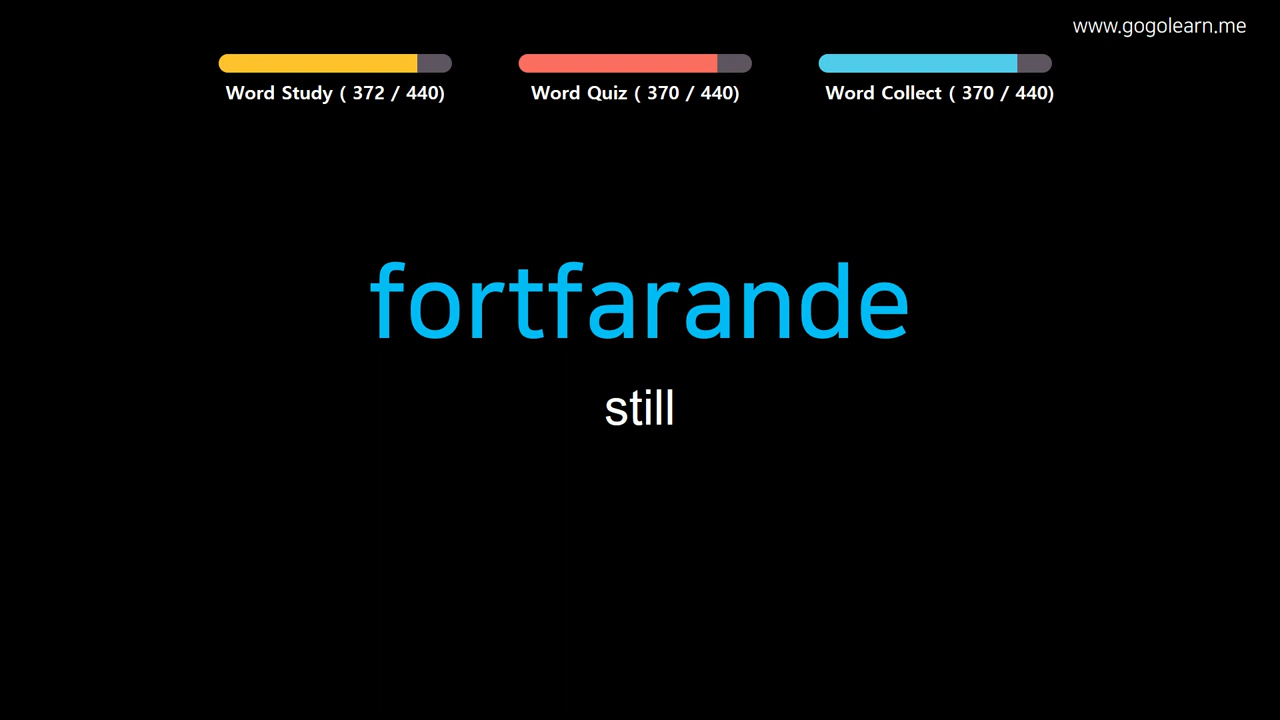 www.gogolearn.me
Word Study ( 372 / 440)
Word Quiz ( 370 / 440)
Word Collect ( 370 / 440)
fortfarande
still